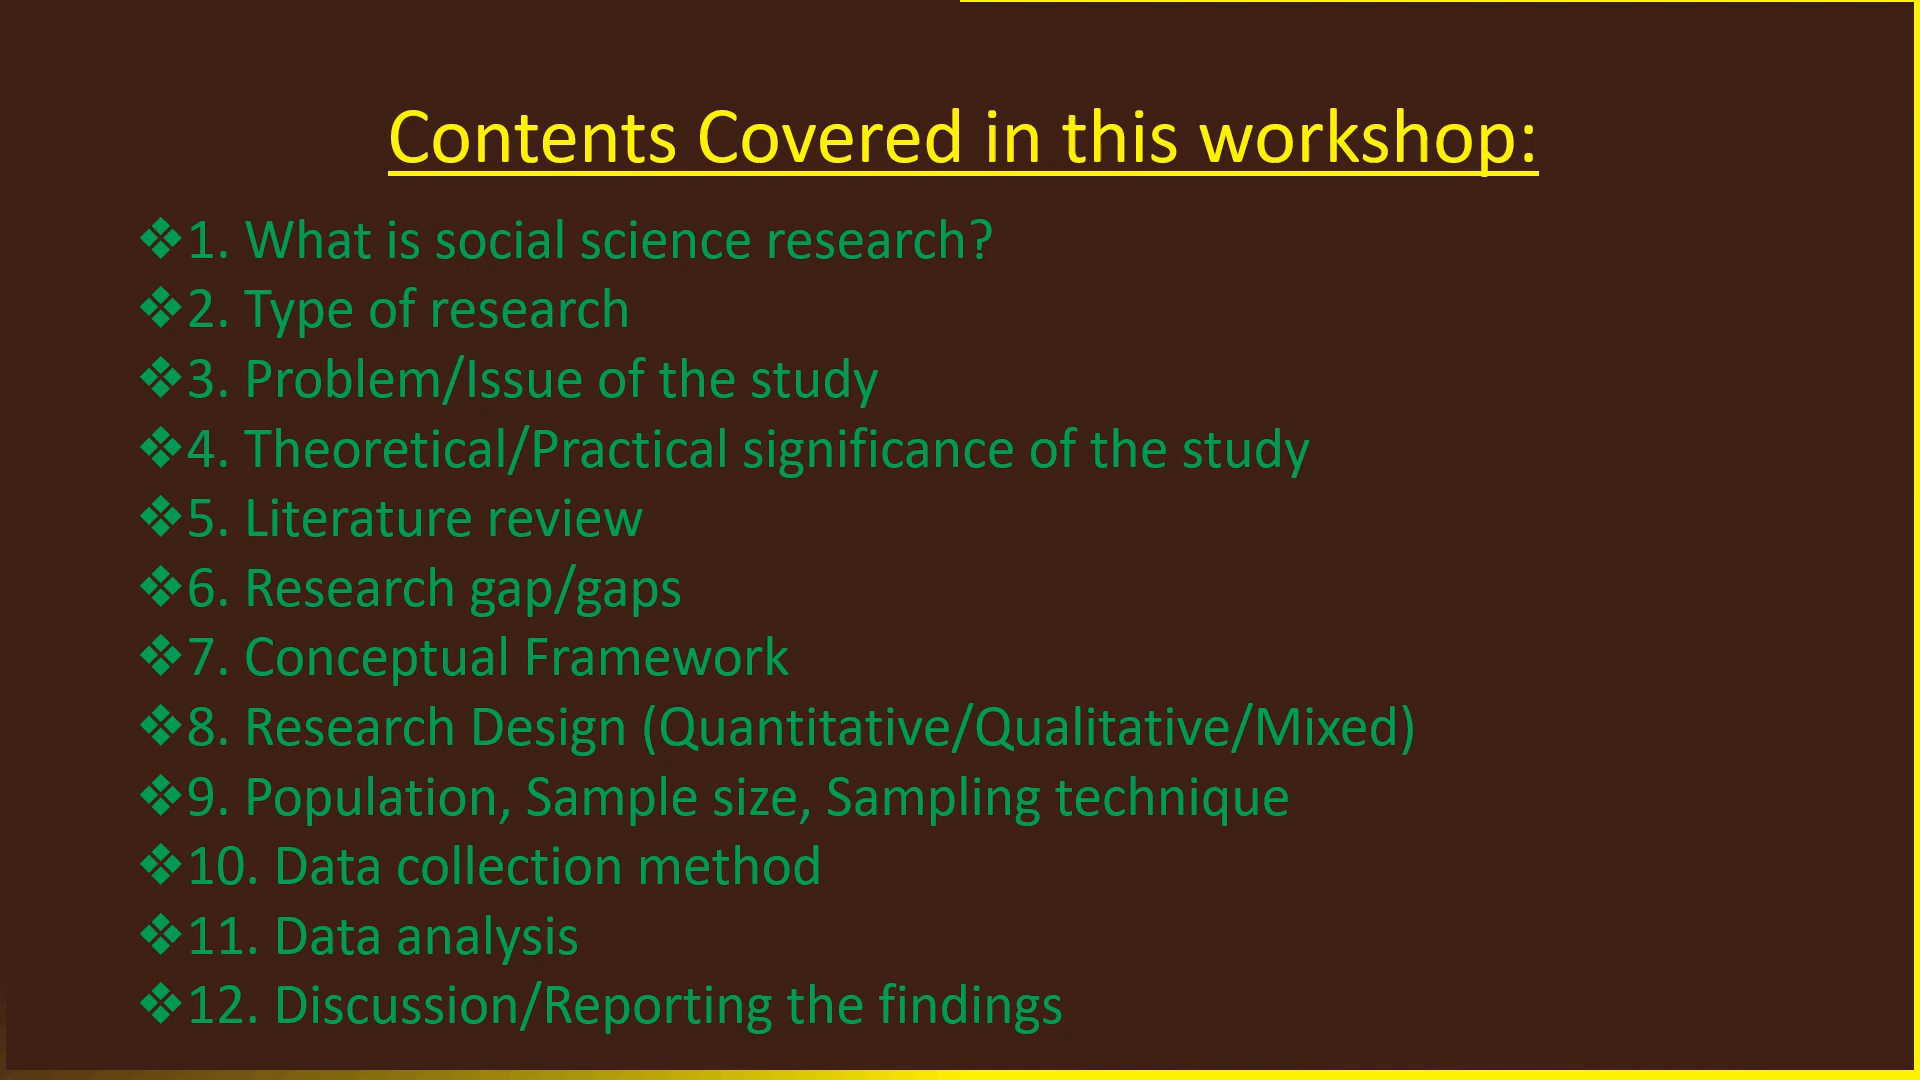 Contents Covered in this workshop:
❖1. What is social science research?
❖2. Type of research
❖3. Problem/Issue of the study
❖4. Theoretical/Practical significance of the study
❖5. Literature review
❖6. Research gap/gaps
❖7. Conceptual Framework
❖8. Research Design (Quantitative/Qualitative/Mixed)
❖9. Population, Sample size, Sampling technique
❖10. Data collection method
❖11. Data analysis
❖12. Discussion/Reporting the findings